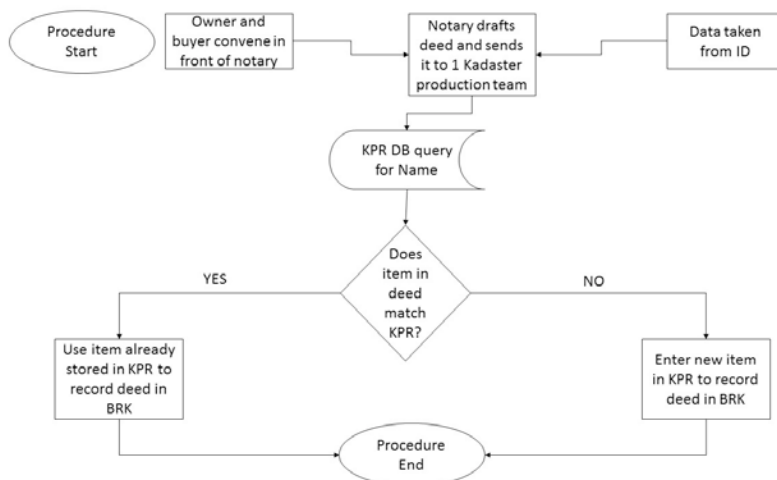 Procedure
Start
Owner and
buyer convene in
front of notary
Notary drafts
deed and sends
it to 1 Kadaster
production team
Data taken
from ID
KPR DB query
for Name
Does
item in
deed
match
KPR?
YES
NO
Use item already
stored in KPR to
record deed in
BRK
Enter new item
in KPR to record
deed in BRK
Procedure
End